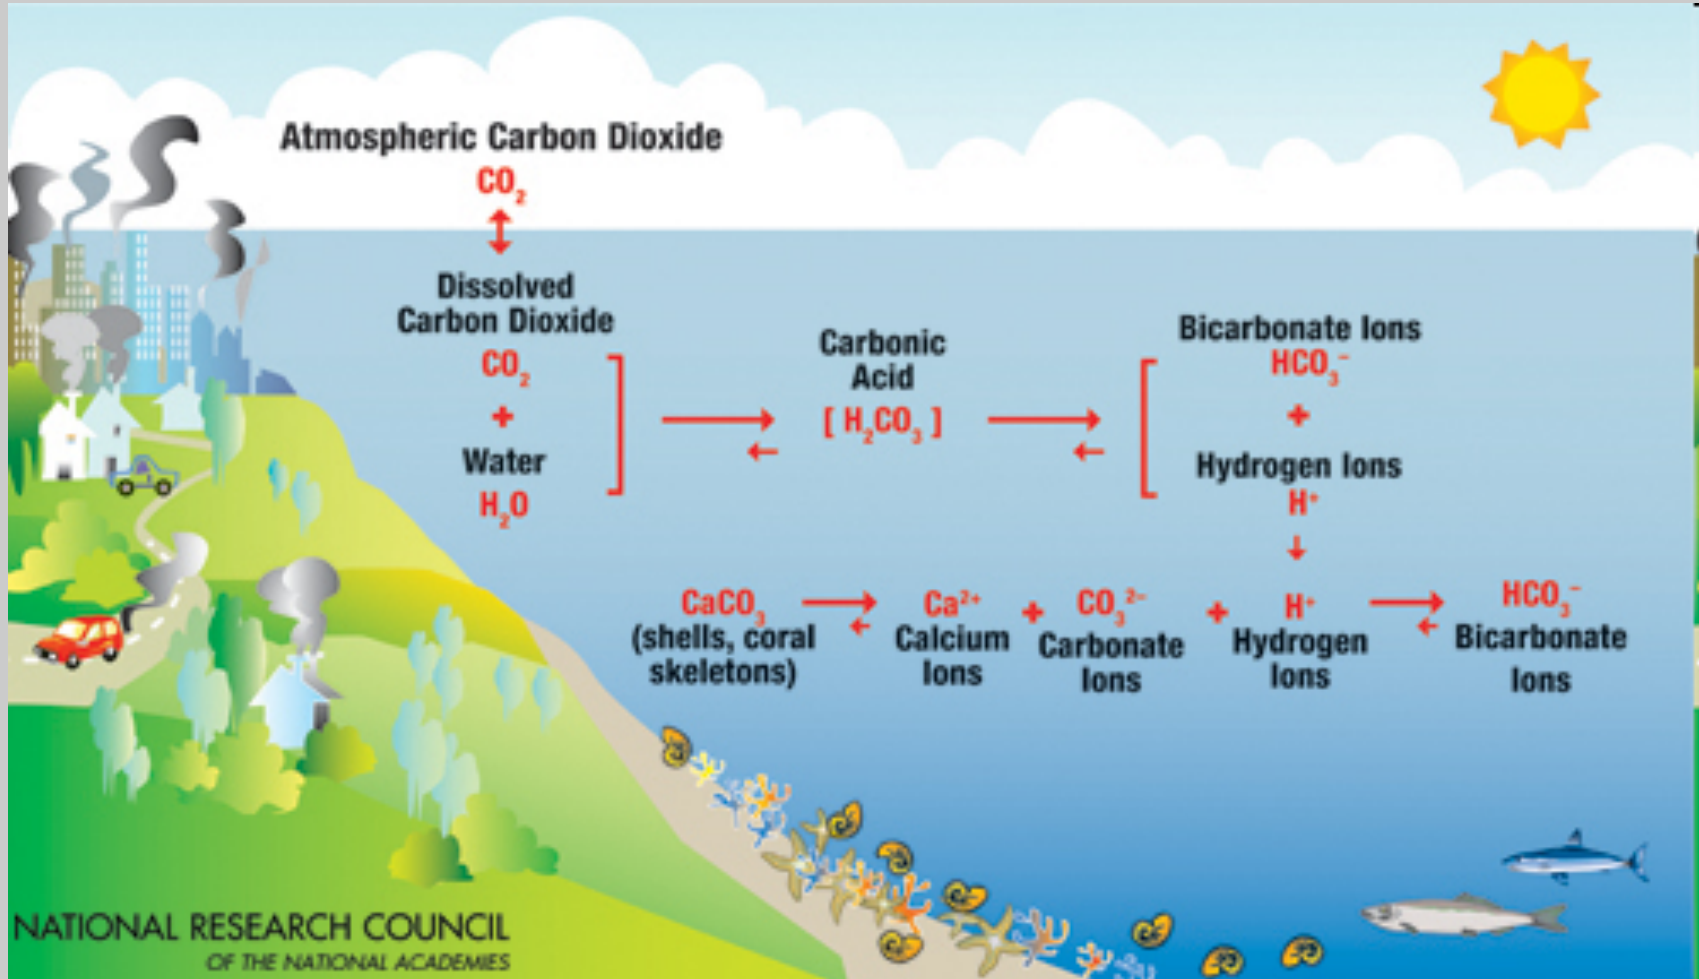 Atmospheric Carbon Dioxide
CO₂
Dissolved
Carbon Dioxide
CO₂
+
Water
H₂O
Carbonic
Acid
[ H₂CO₃ ]
Bicarbonate Ions
HCO₃⁻
+
Hydrogen Ions
H⁺
CaCO₃
(shells, coral
skeletons)
Ca²⁺
Calcium
Ions
+
CO₃²⁻
Carbonate
Ions
+
H⁺
Hydrogen
Ions
HCO₃⁻
Bicarbonate
Ions
NATIONAL RESEARCH COUNCIL
OF THE NATIONAL ACADEMIES